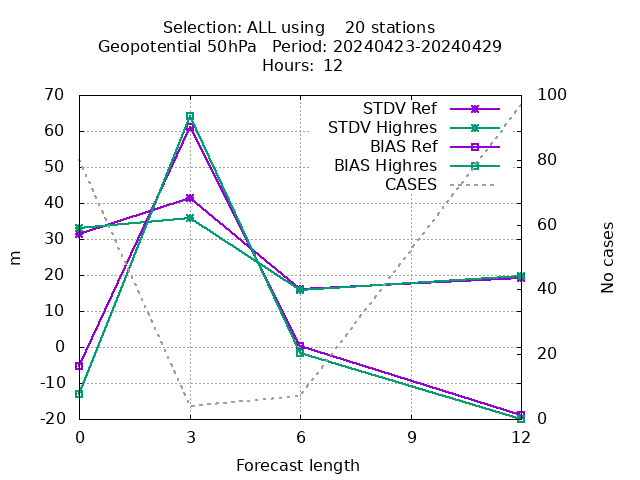 Selection: ALL using    20 stations
Geopotential 50hPa   Period: 20240423-20240429
Hours: 12
STDV Ref
STDV Highres
BIAS Ref
BIAS Highres
CASES
70
60
50
40
30
20
10
0
-10
-20
m
100
80
60
40
20
0
No cases
0 3 6 9 12
Forecast length